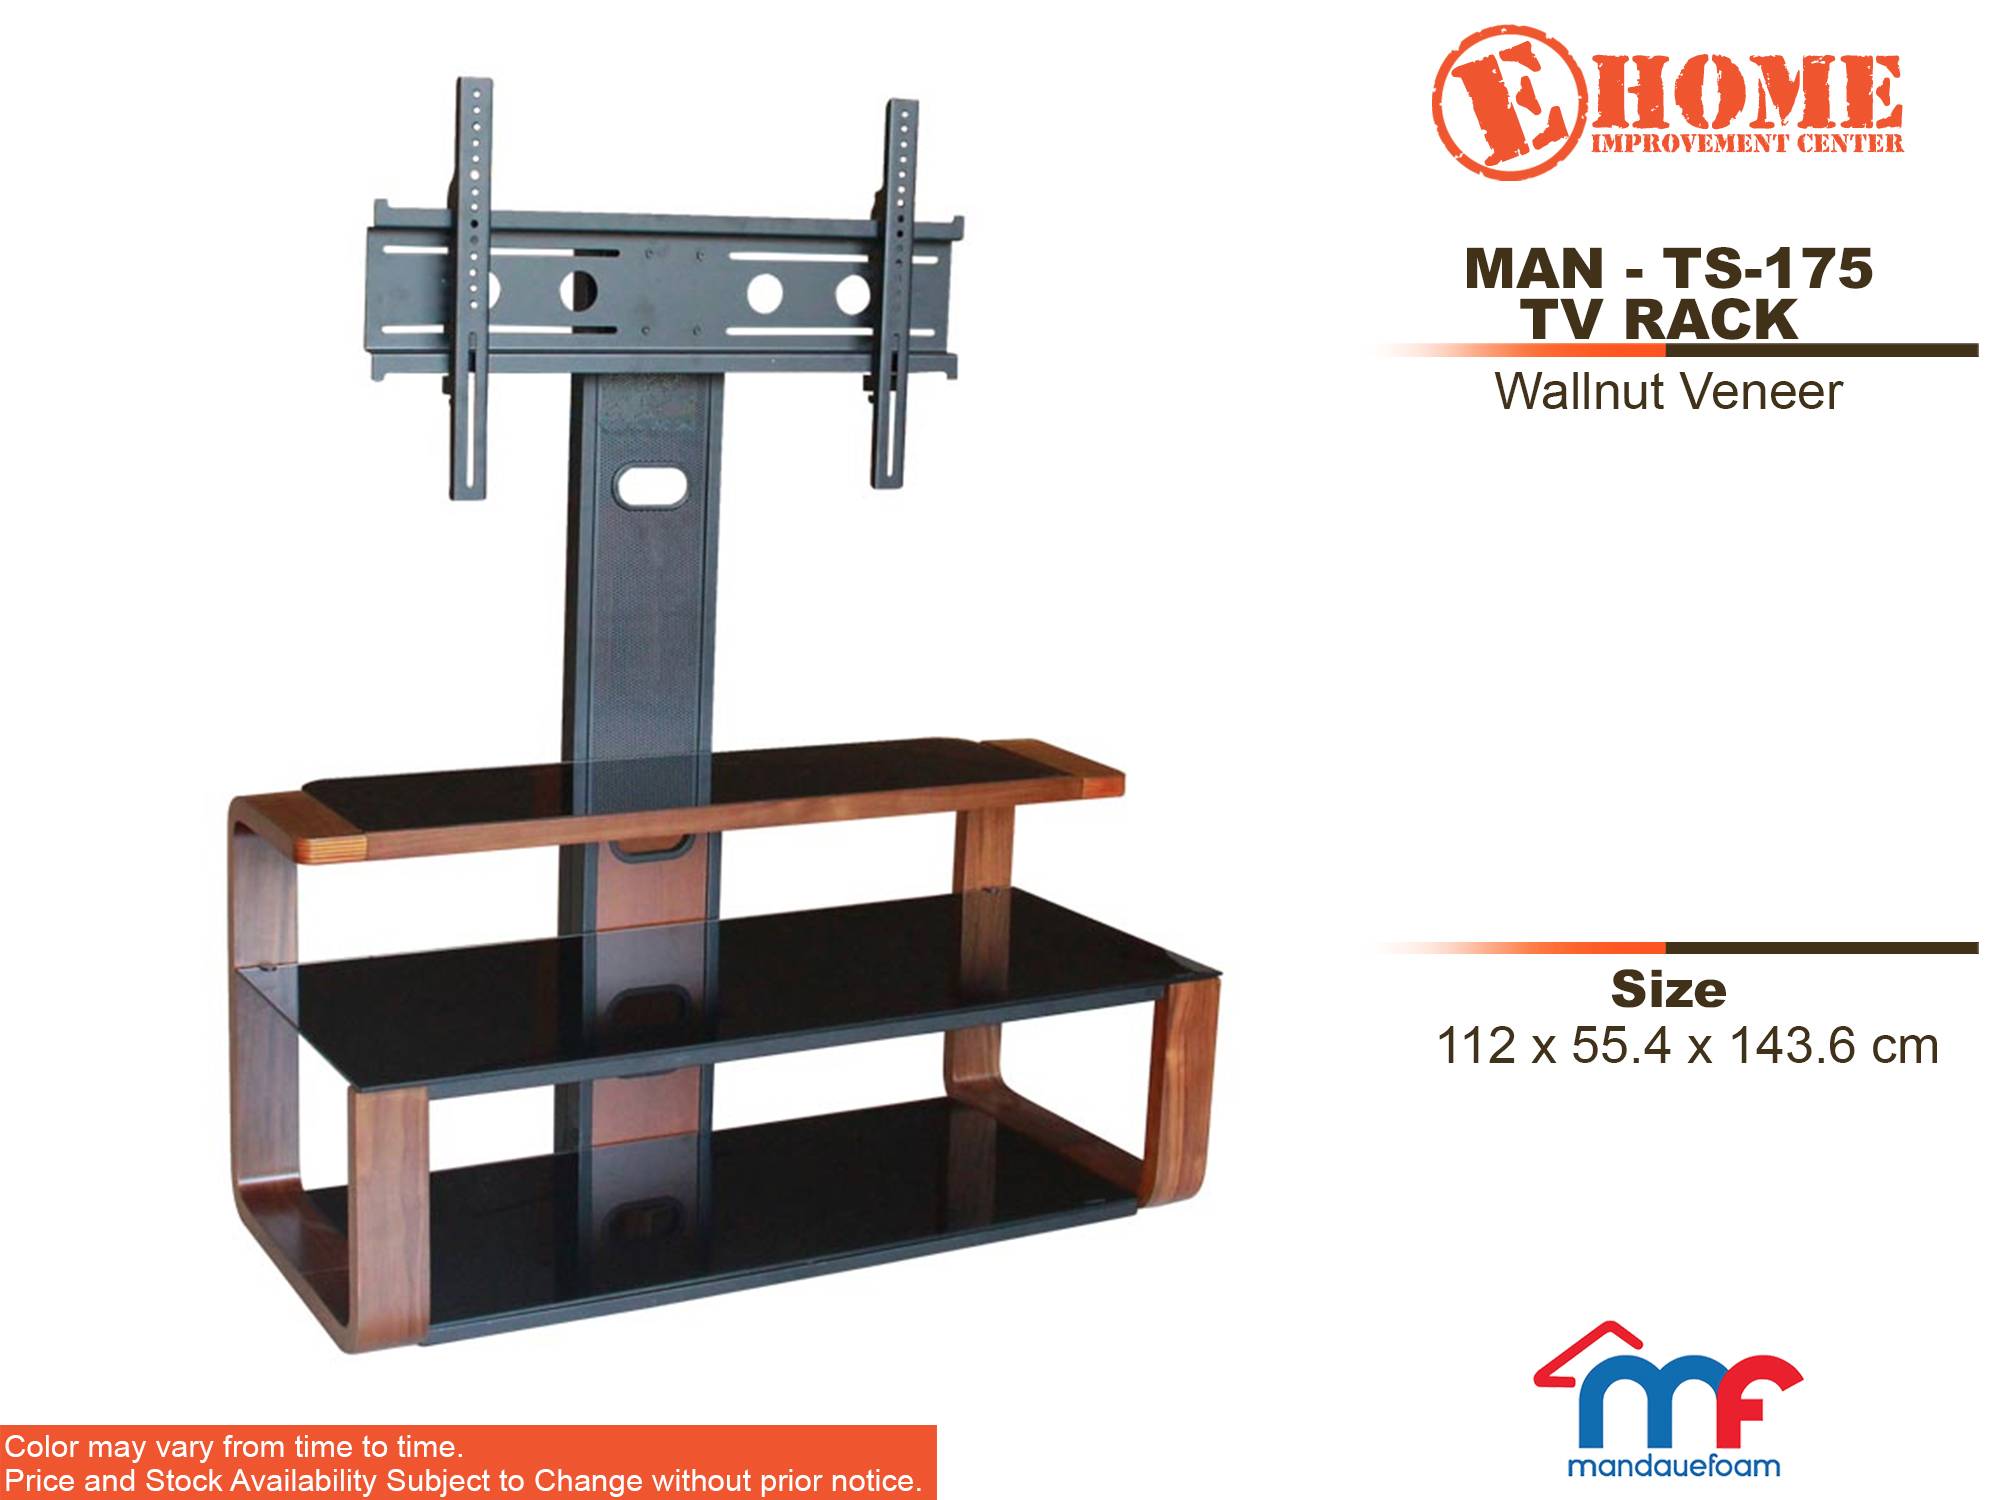 E HOME
IMPROVEMENT CENTER
MAN - TS-175
TV RACK
Wallnut Veneer
Size
112 x 55.4 x 143.6 cm
mf
mandauefoam
Color may vary from time to time.
Price and Stock Availability Subject to Change without prior notice.